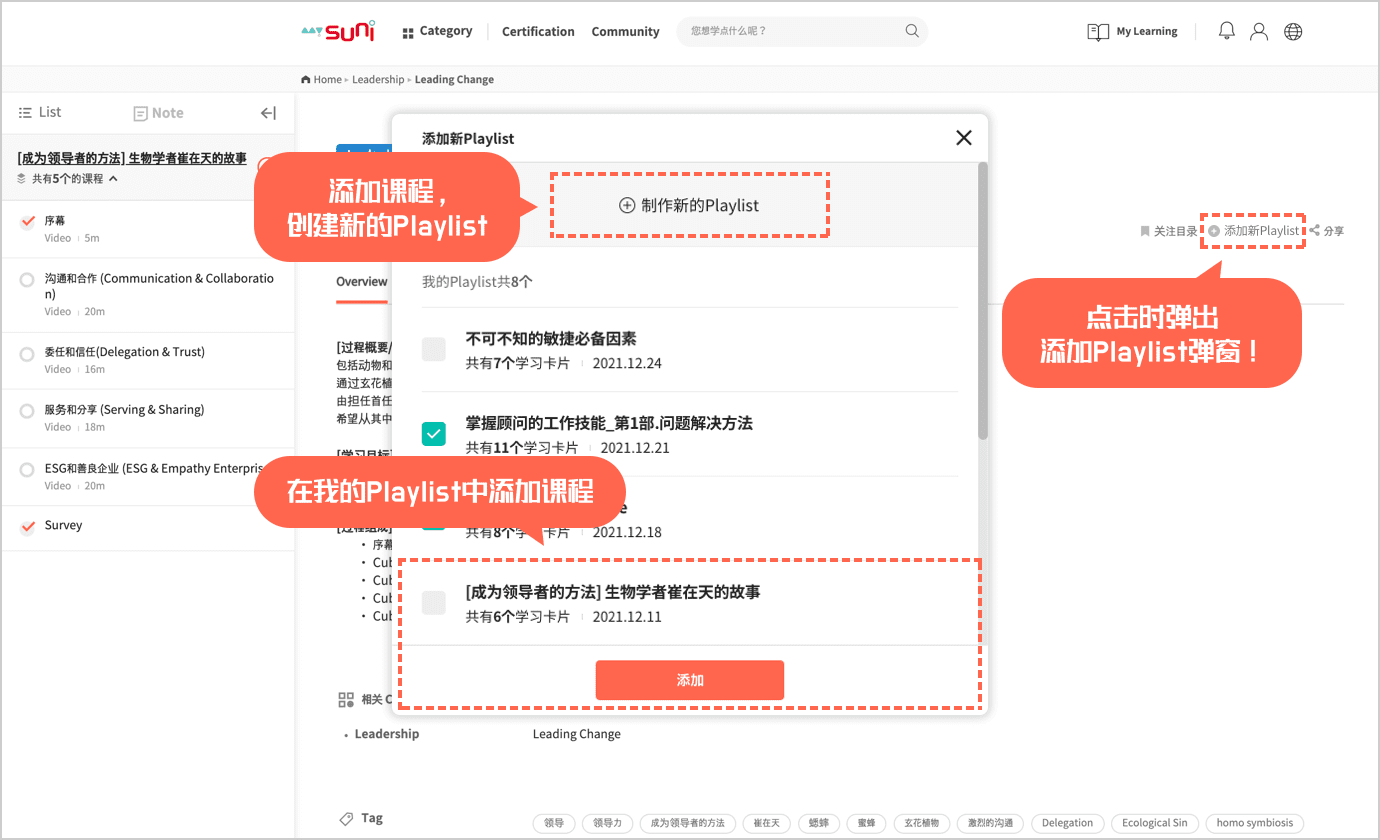 mySUNI
Category
Certification
Community
您想学点什么呢？
My Learning
Home ▸ Leadership ▸ Leading Change
List
Note
[成为领导者的方法] 生物学者崔在天的故事
共有5个的课程
序幕
Video 5m
沟通和合作 (Communication & Collaboratio
n)
Video 20m
委任和信任(Delegation & Trust)
Video 16m
服务和分享 (Serving & Sharing)
Video 18m
ESG和善良企业 (ESG & Empathy Enterpris
Video 20m
Survey
关注目录
添加新Playlist
分享
点击时弹出
添加Playlist弹窗！
Overview
[过程概要/
包括动物和
通过玄花植
由担任首任
希望从其中
[学习目标]
[过程组成]
• 序幕
• Cub
• Cub
• Cub
• Cub
添加新Playlist
添加课程，
创建新的Playlist
制作新的Playlist
我的Playlist共8个
不可不知的敏捷必备因素
共有7个学习卡片 2021.12.24
掌握顾问的工作技能_第1部.问题解决方法
共有11个学习卡片 2021.12.21
在我的Playlist中添加课程
共有8个学习卡片 2021.12.18
[成为领导者的方法] 生物学者崔在天的故事
共有6个学习卡片 2021.12.11
添加
相关 C
• Leadership
Leading Change
Tag
领导
领导力
成为领导者的方法
崔在天
蟋蟀
蜜蜂
玄花植物
激烈的沟通
Delegation
Ecological Sin
homo symbiosis